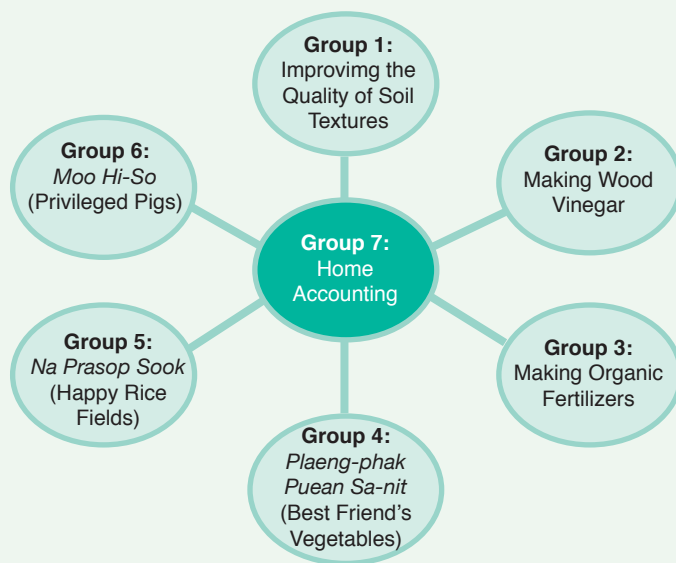 Group 1:
Improvimg the
Quality of Soil
Textures
Group 2:
Making Wood
Vinegar
Group 3:
Making Organic
Fertilizers
Group 4:
Plaeng-phak
Puean Sa-nit
(Best Friend's
Vegetables)
Group 5:
Na Prasop Sook
(Happy Rice
Fields)
Group 6:
Moo Hi-So
(Privileged Pigs)
Group 7:
Home
Accounting